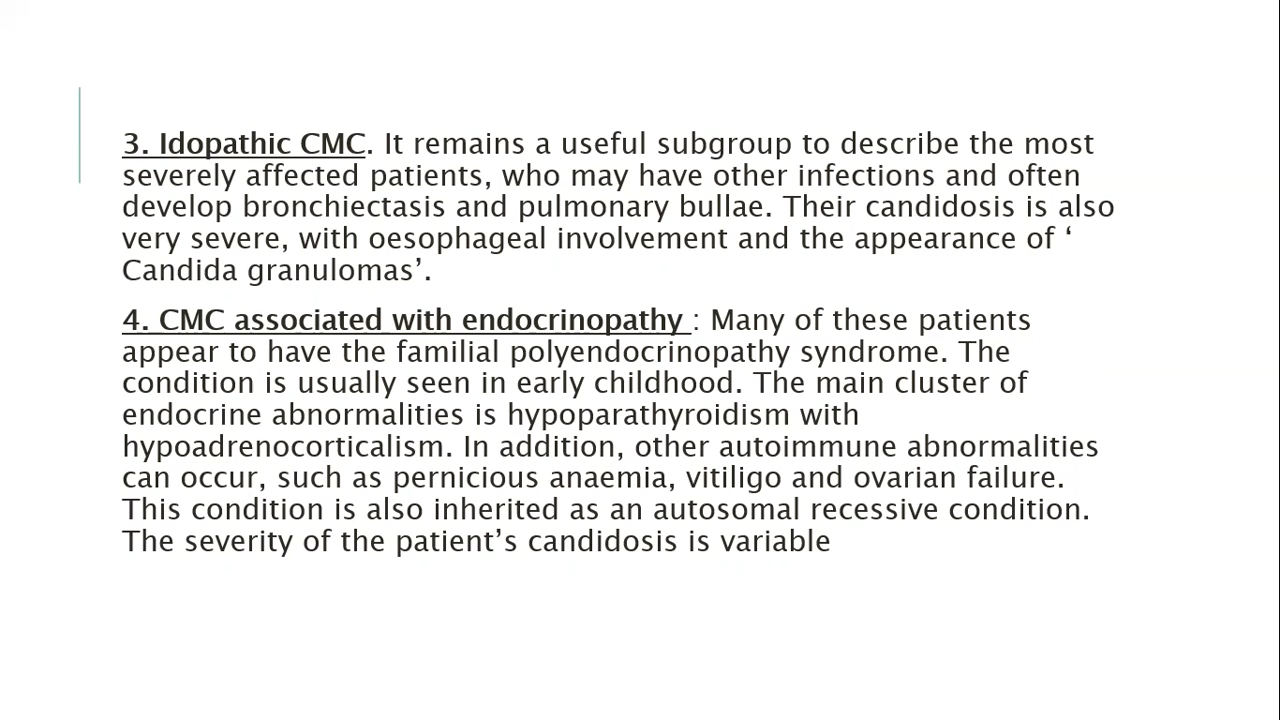 3. Idopathic CMC. It remains a useful subgroup to describe the most
severely affected patients, who may have other infections and often
develop bronchiectasis and pulmonary bullae. Their candidosis is also
very severe, with oesophageal involvement and the appearance of ‘
Candida granulomas’.
4. CMC associated with endocrinopathy : Many of these patients
appear to have the familial polyendocrinopathy syndrome. The
condition is usually seen in early childhood. The main cluster of
endocrine abnormalities is hypoparathyroidism with
hypoadrenocorticalism. In addition, other autoimmune abnormalities
can occur, such as pernicious anaemia, vitiligo and ovarian failure.
This condition is also inherited as an autosomal recessive condition.
The severity of the patient’s candidosis is variable